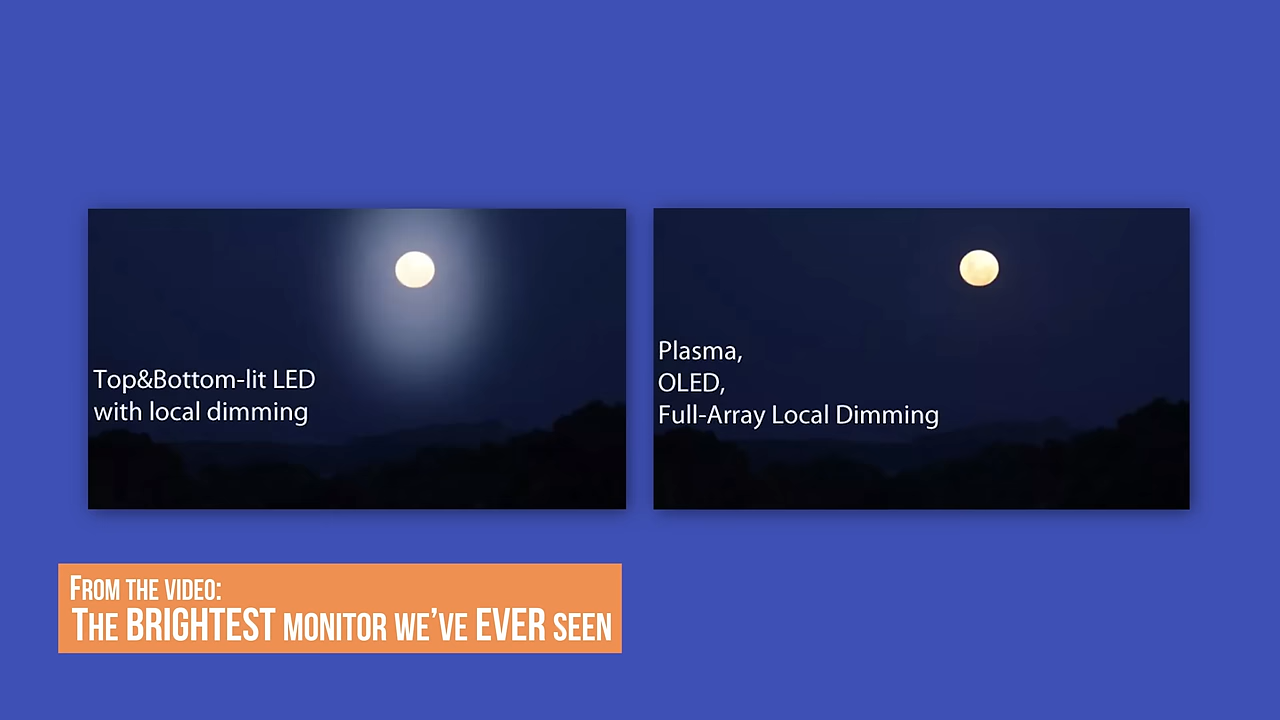 Top&Bottom-lit LED
with local dimming
Plasma,
OLED,
Full-Array Local Dimming
From the video:
The BRIGHTEST monitor we've EVER seen